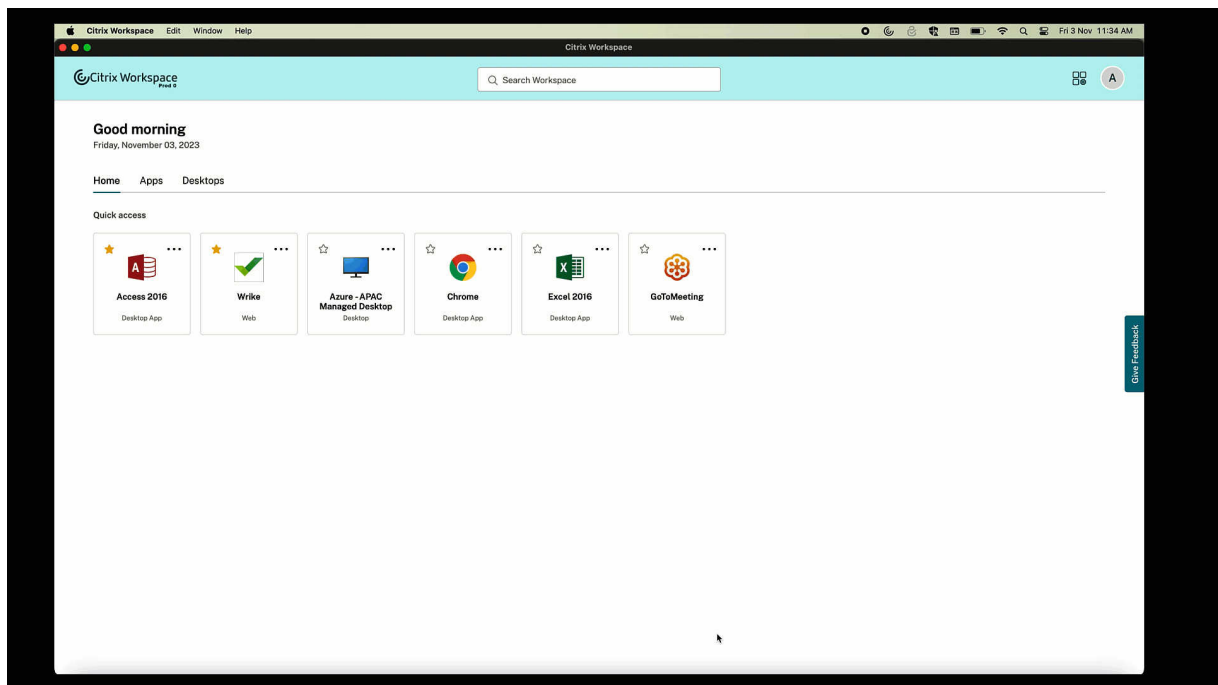 Citrix Workspace Edit Window Help Fri 3 Nov 11:34 AM
Citrix Workspace
Citrix Workspace
Prod 0
Search Workspace
A
Good morning
Friday, November 03, 2023
Home Apps Desktops
Quick access
A
Access 2016
Desktop App
Wrike
Web
Azure - APAC
Managed Desktop
Desktop
Chrome
Desktop App
X
Excel 2016
Desktop App
GoToMeeting
Web
Give Feedback